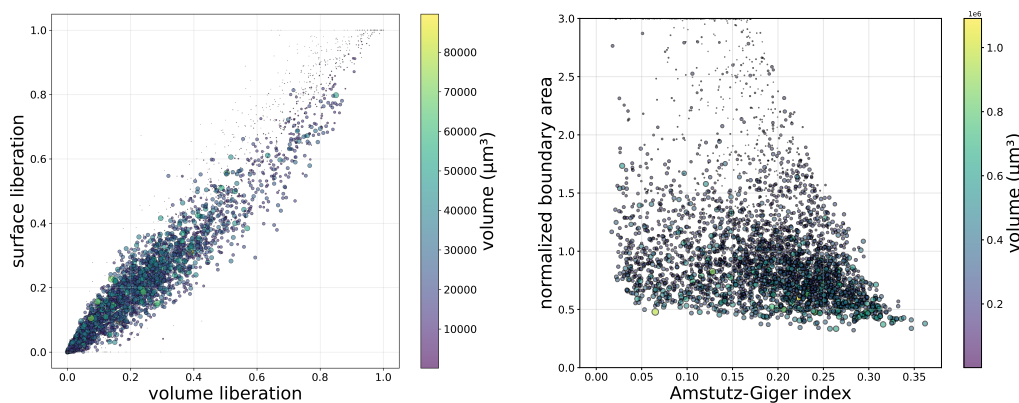 1.0
0.8
0.6
0.4
0.2
0.0
surface liberation
0.0 0.2 0.4 0.6 0.8 1.0
volume liberation
80000
70000
60000
50000
40000
30000
20000
10000
volume (µm³)
3.0
2.5
2.0
1.5
1.0
0.5
0.0
normalized boundary area
0.00 0.05 0.10 0.15 0.20 0.25 0.30 0.35
Amstutz-Giger index
1e6
1.0
0.8
0.6
0.4
0.2
volume (µm³)